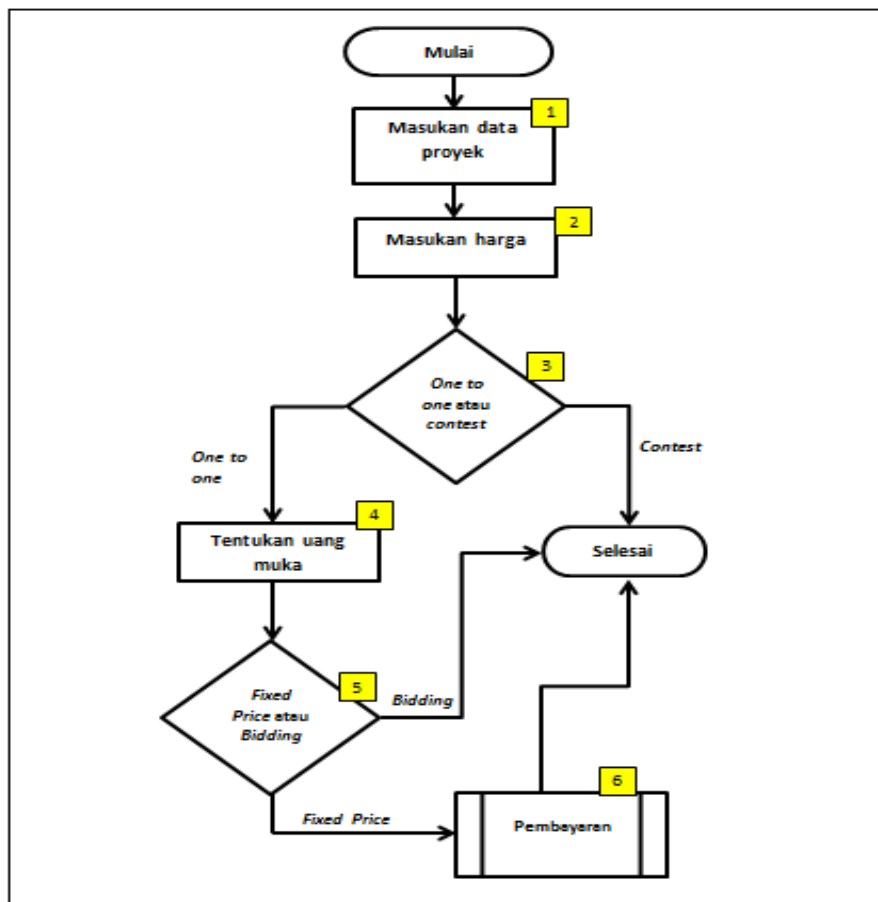 Mulai
1
Masukan data
proyek
2
Masukan harga
3
One to
one atau
contest
One to
one
Contest
4
Tentukan uang
muka
Selesai
5
Fixed
Price atau
Bidding
Bidding
6
Fixed Price
Pembayaran